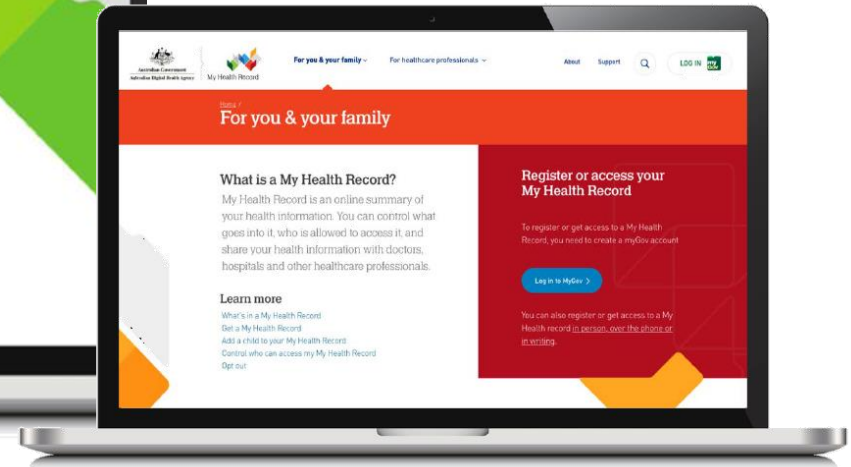 Australian Government
Australian Digital Health Agency
My Health Record
For you & your family
For healthcare professionals
About
Support
LOG IN
my
Gov
Home /
For you & your family
What is a My Health Record?
My Health Record is an online summary of
your health information. You can control what
goes into it, who is allowed to access it, and
share your health information with doctors,
hospitals and other healthcare professionals.
Learn more
What's in a My Health Record
Get a My Health Record
Add a child to your My Health Record
Control who can access my My Health Record
Opt out
Register or access your
My Health Record
To register or get access to a My Health
Record, you need to create a myGov account
Log in to MyGov >
You can also register or get access to a My
Health record in person, over the phone or
in writing.